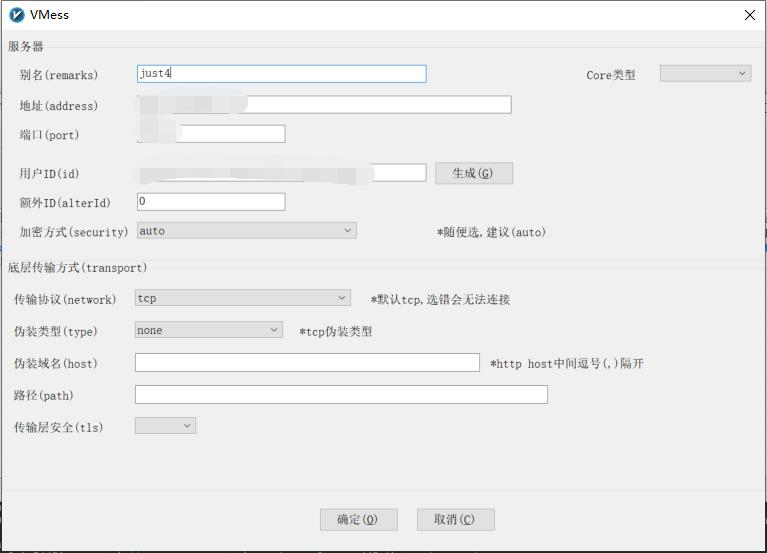 VMess
服务器
别名(remarks) just4 Core类型
地址(address)
端口(port)
用户ID(id) 生成(G)
额外ID(alterId) 0
加密方式(security) auto *随便选,建议(auto)
底层传输方式(transport)
传输协议(network) tcp *默认tcp,选错会无法连接
伪装类型(type) none *tcp伪装类型
伪装域名(host) *http host中间逗号(,)隔开
路径(path)
传输层安全(tls)
确定(O) 取消(C)